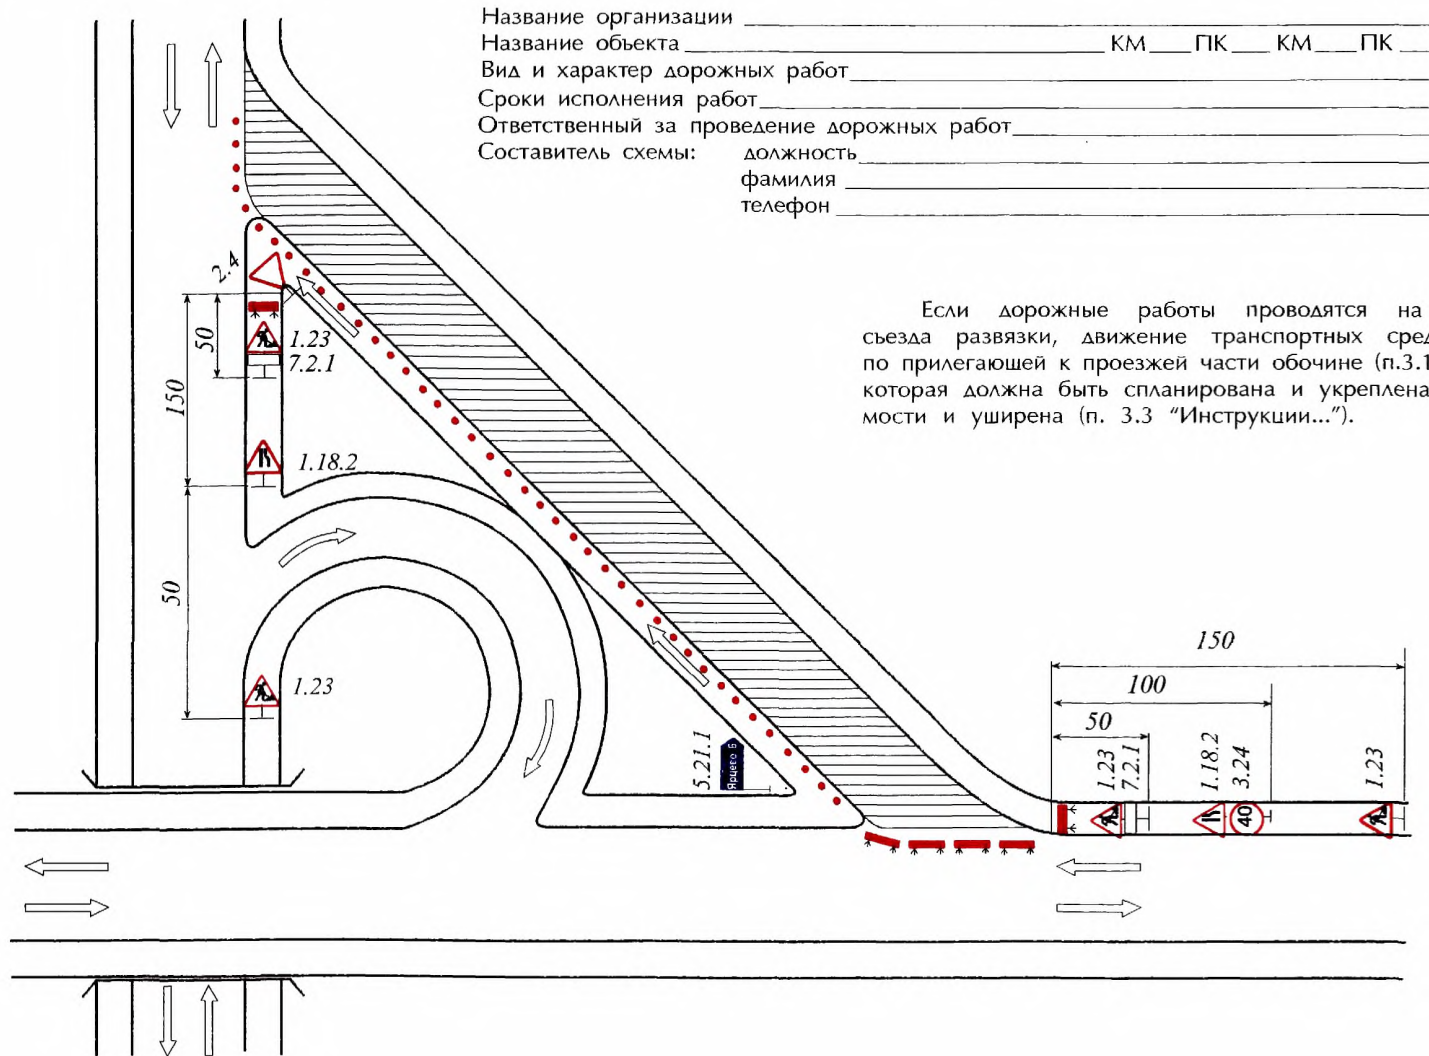 Название организации
Название объекта КМ ПК КМ ПК
Вид и характер дорожных работ
Сроки исполнения работ
Ответственный за проведение дорожных работ
Составитель схемы: должность
фамилия
телефон
Если дорожные работы проводятся на
съезда развязки, движение транспортных сред
по прилегающей к проезжей части обочине (п.3.1
которая должна быть спланирована и укреплена
мости и уширена (п. 3.3 "Инструкции...").
2.4
50
1.23
7.2.1
150
1.18.2
50
1.23
5.21.1
Ярцево 6
150
100
50
1.23
7.2.1
1.18.2
3.24
1.23
40